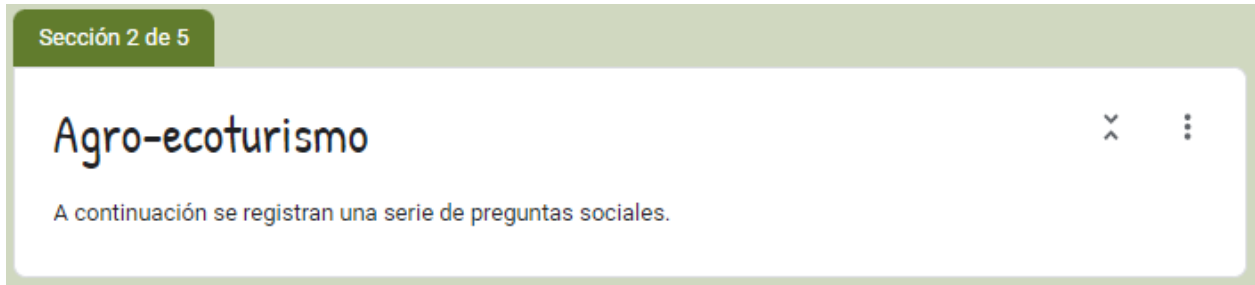 Sección 2 de 5
Agro-ecoturismo
A continuación se registran una serie de preguntas sociales.